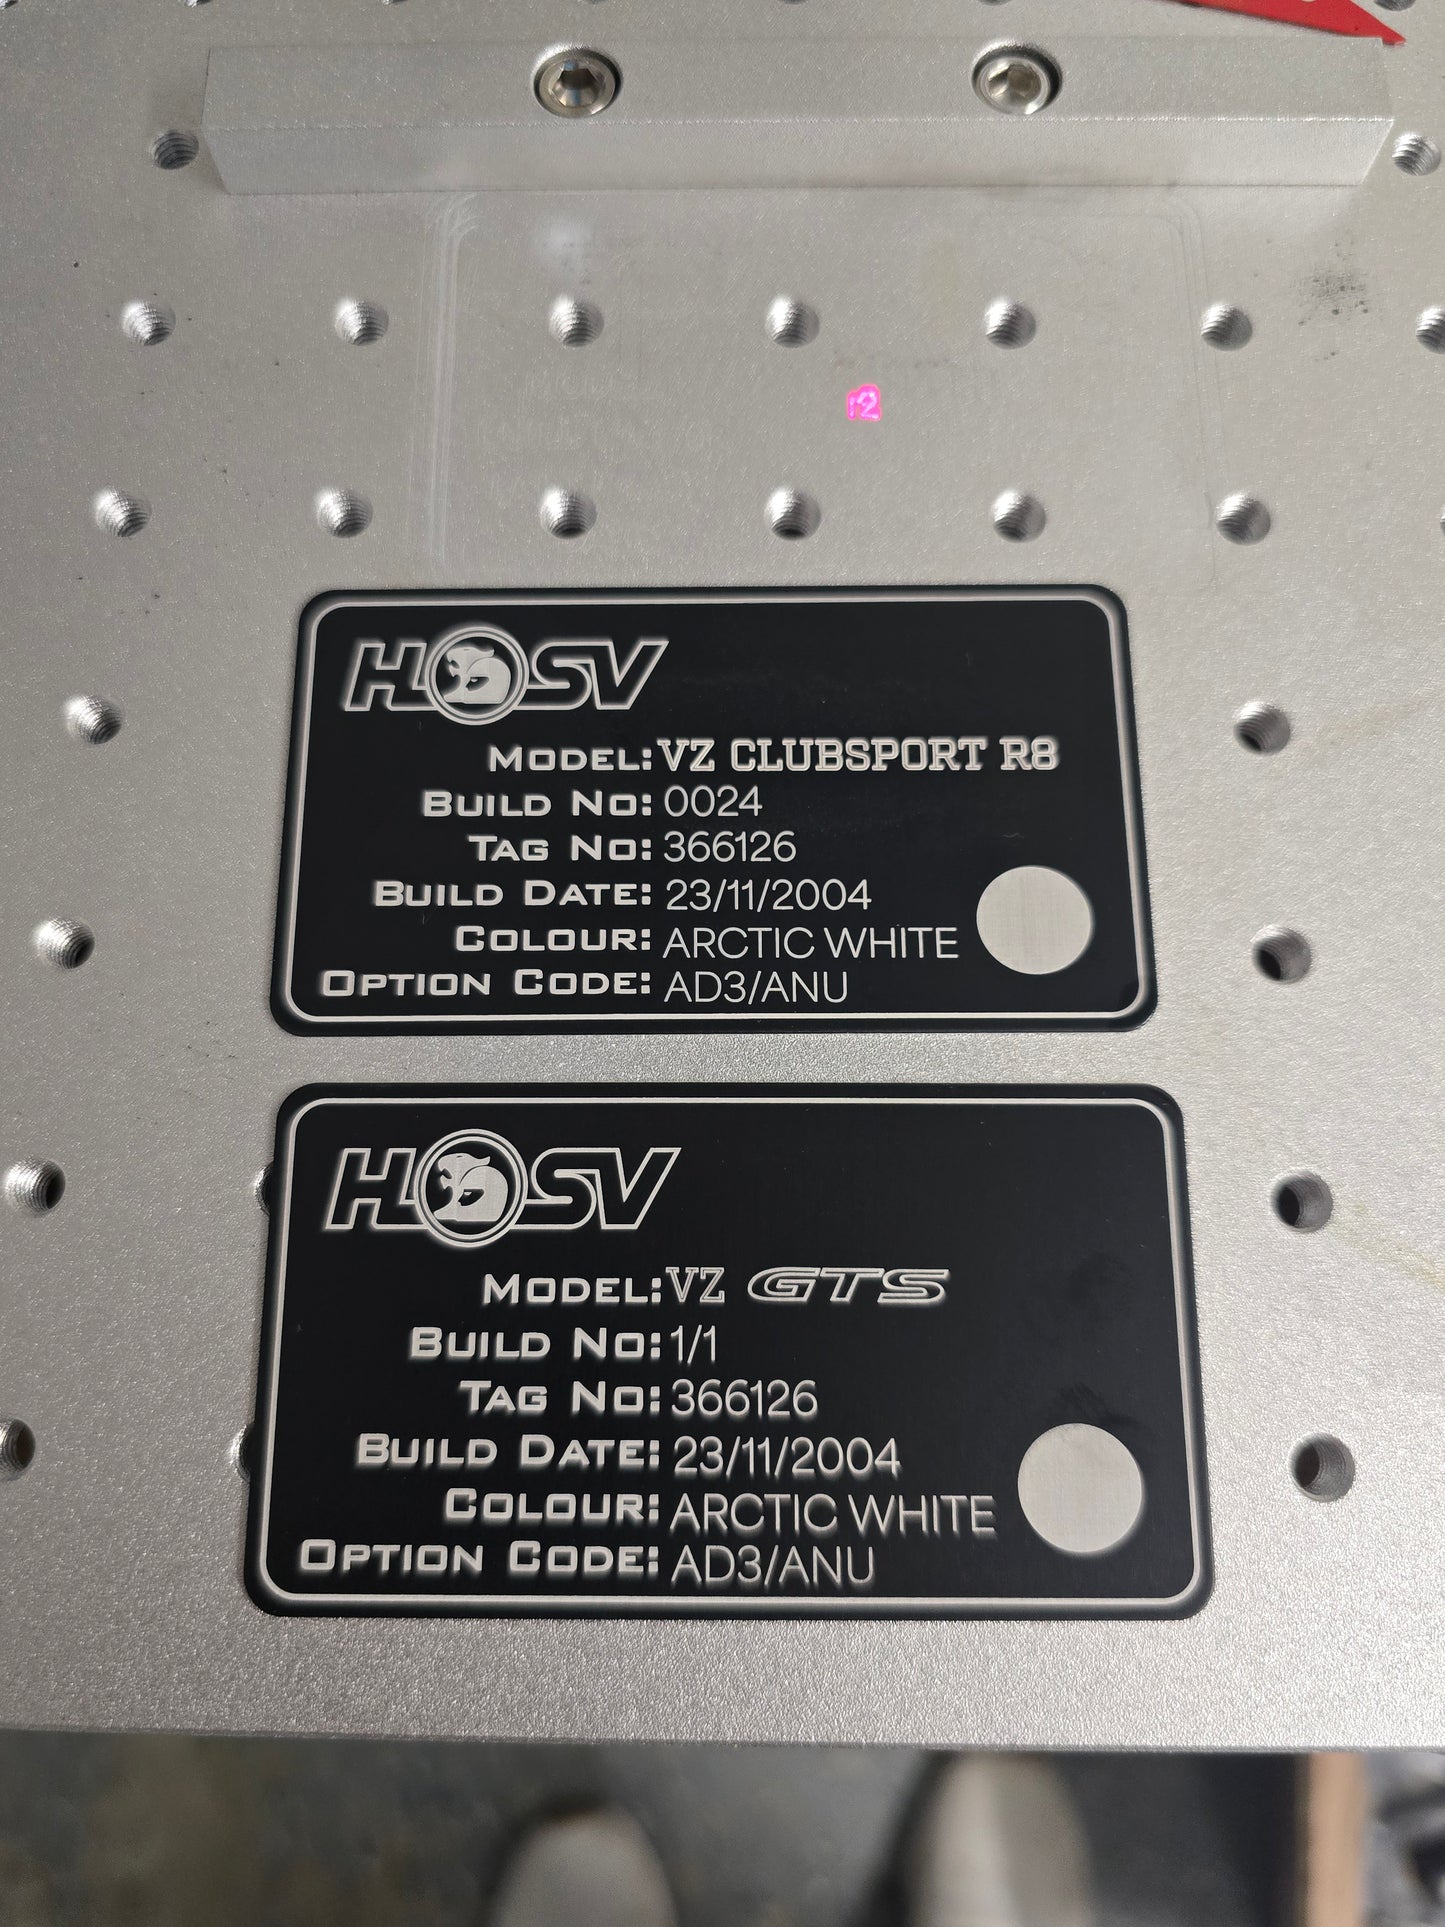 HSV
MODEL: VZ CLUBSPORT R8
BUILD NO: 0024
TAG NO: 366126
BUILD DATE: 23/11/2004
COLOUR: ARCTIC WHITE
OPTION CODE: AD3/ANU
HSV
MODEL: VZ GTS
BUILD NO: 1/1
TAG NO: 366126
BUILD DATE: 23/11/2004
COLOUR: ARCTIC WHITE
OPTION CODE: AD3/ANU